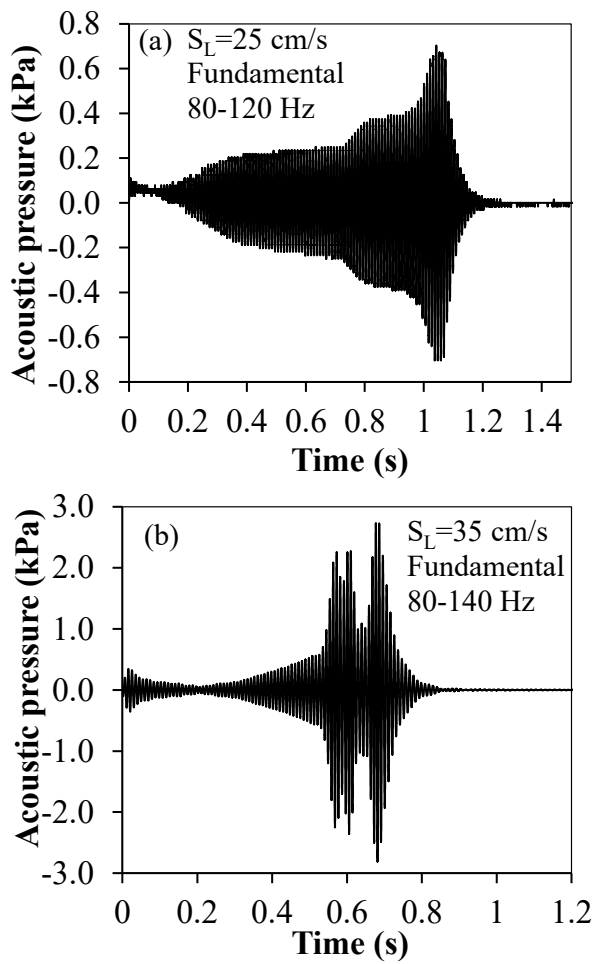 (a)
S_L=25 cm/s
Fundamental
80-120 Hz
Acoustic pressure (kPa)
0.8
0.6
0.4
0.2
0.0
-0.2
-0.4
-0.6
-0.8
0 0.2 0.4 0.6 0.8 1 1.2 1.4
Time (s)
(b)
S_L=35 cm/s
Fundamental
80-140 Hz
Acoustic pressure (kPa)
3.0
2.0
1.0
0.0
-1.0
-2.0
-3.0
0 0.2 0.4 0.6 0.8 1 1.2
Time (s)